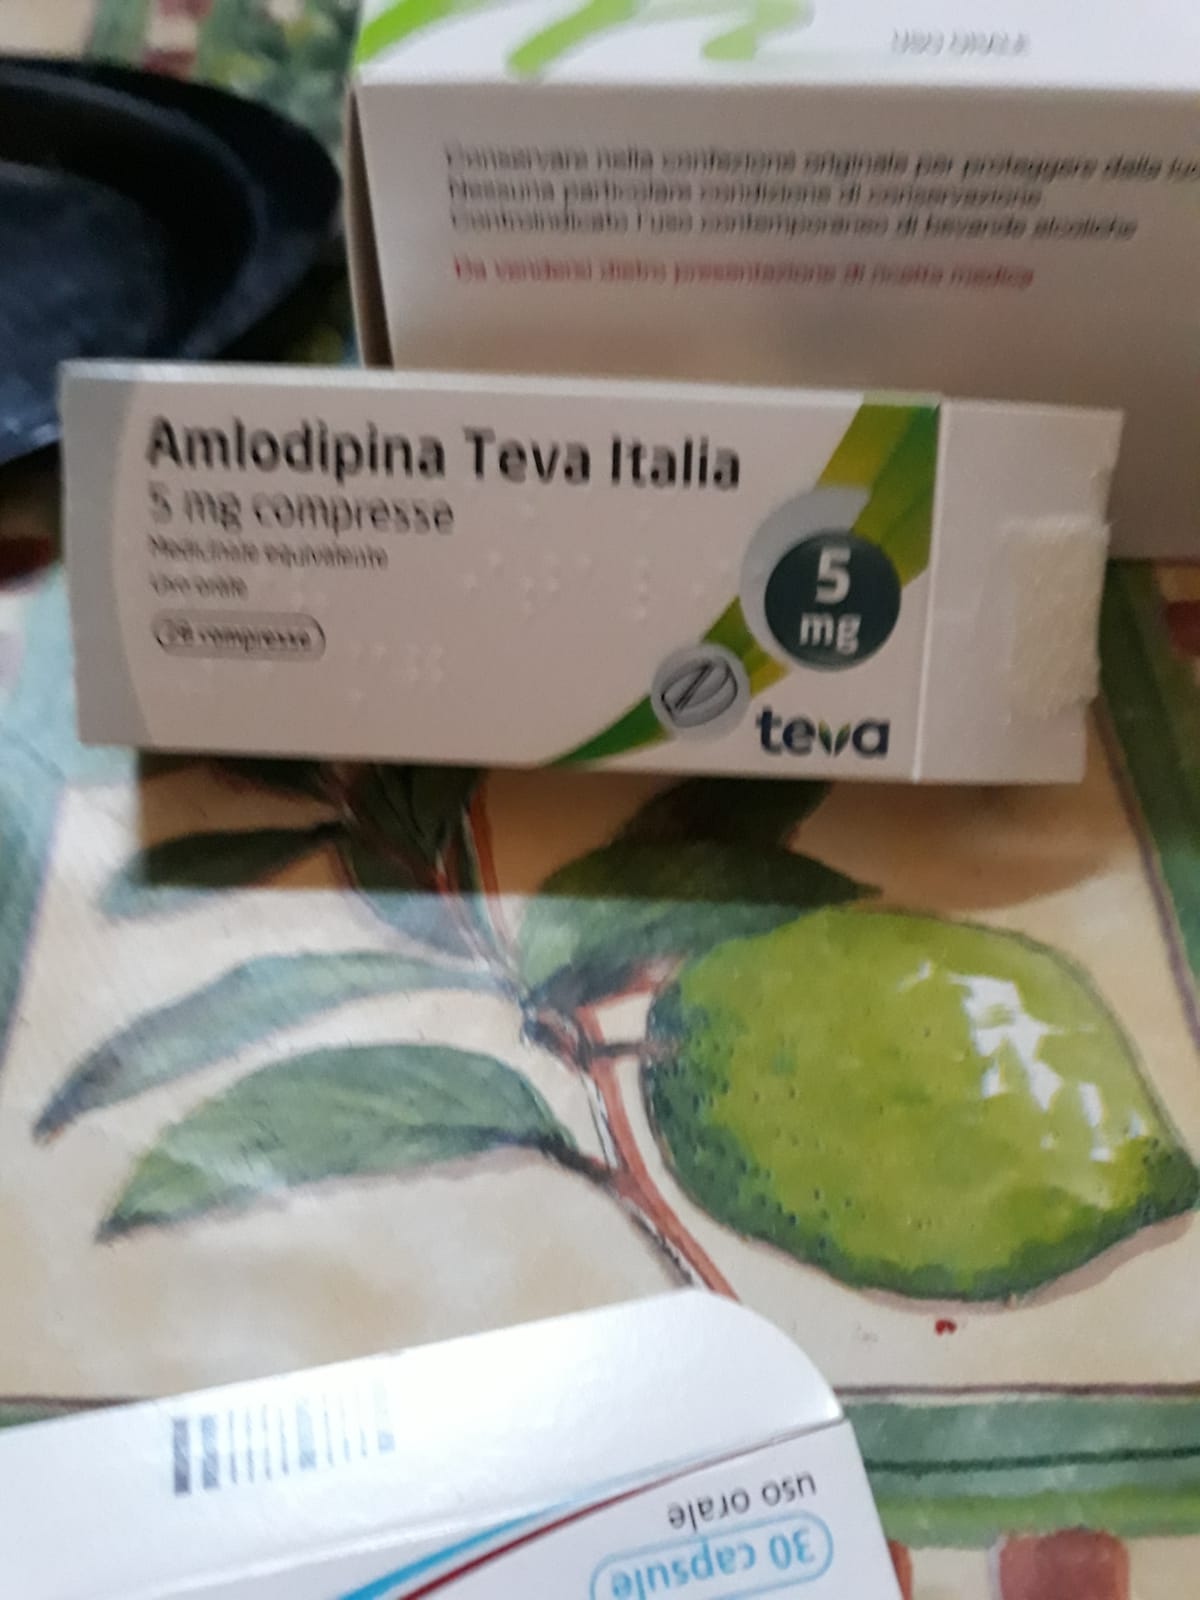 USO ORALE
Conservare nella confezione originale per proteggere dalla
Nessuna particolare condizione di conservazione
Controindicato l'uso contemporaneo di bevande alcoliche
Da vendersi dietro presentazione di ricetta medica
Amlodipina Teva Italia
5 mg compresse
Medicinale equivalente
Uso orale
28 compresse
5
mg
teva
uso orale
30 capsule